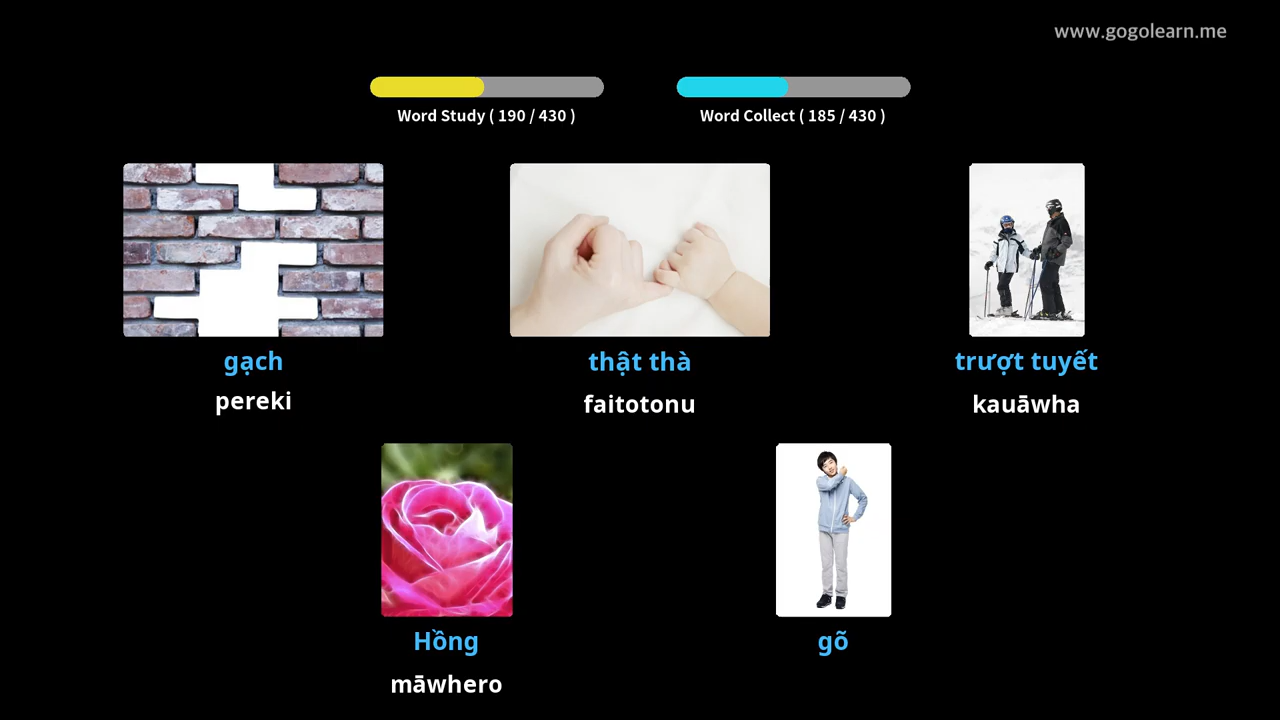 www.gogolearn.me
Word Study ( 190 / 430 )
Word Collect ( 185 / 430 )
gạch
pereki
thật thà
faitotonu
trượt tuyết
kauāwha
Hồng
māwhero
gõ